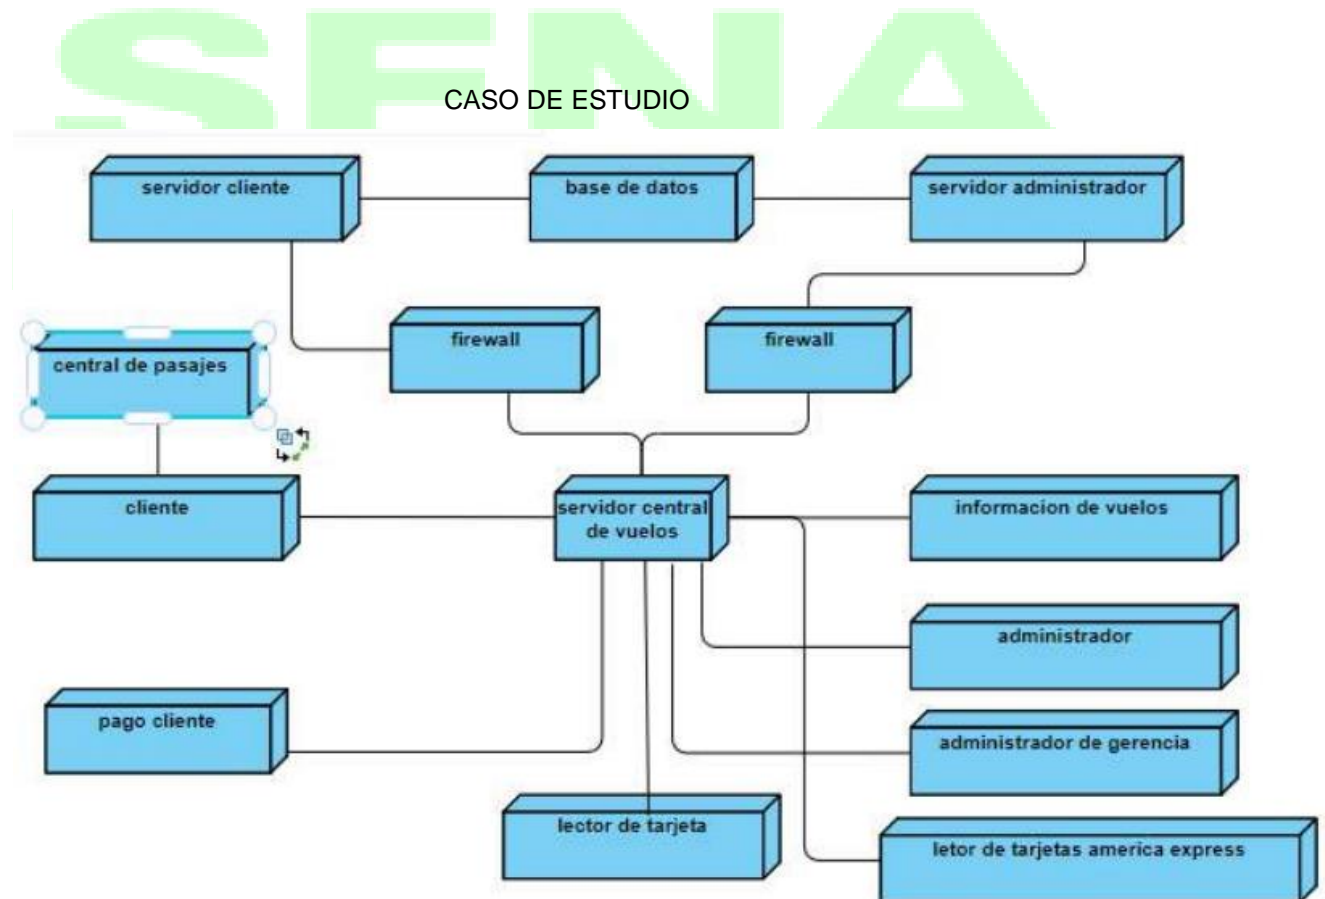 SENA
CASO DE ESTUDIO
servidor cliente
base de datos
servidor administrador
firewall
firewall
central de pasajes
cliente
servidor central
de vuelos
informacion de vuelos
administrador
pago cliente
administrador de gerencia
lector de tarjeta
letor de tarjetas america express